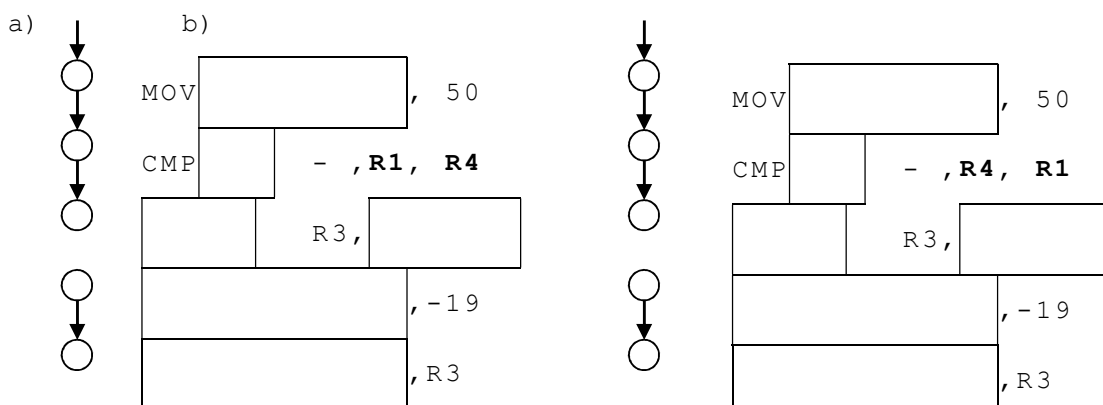 a) b)
MOV , 50
CMP - ,R1, R4
R3,
,-19
,R3
MOV , 50
CMP - ,R4, R1
R3,
,-19
,R3